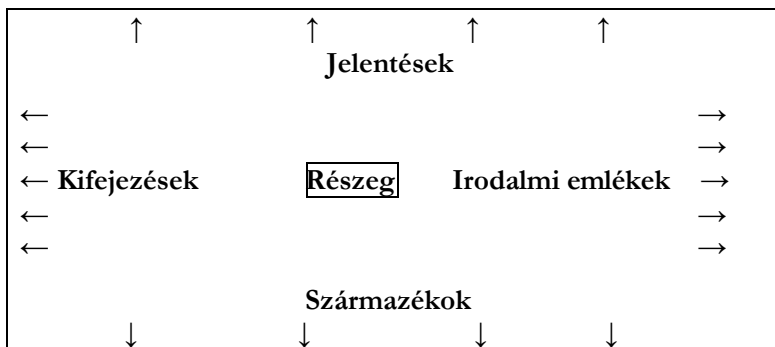 ↑ ↑ ↑ ↑
Jelentések
← →
← →
← Kifejezések Részeg Irodalmi emlékek →
← →
← →
Származékok
↓ ↓ ↓ ↓